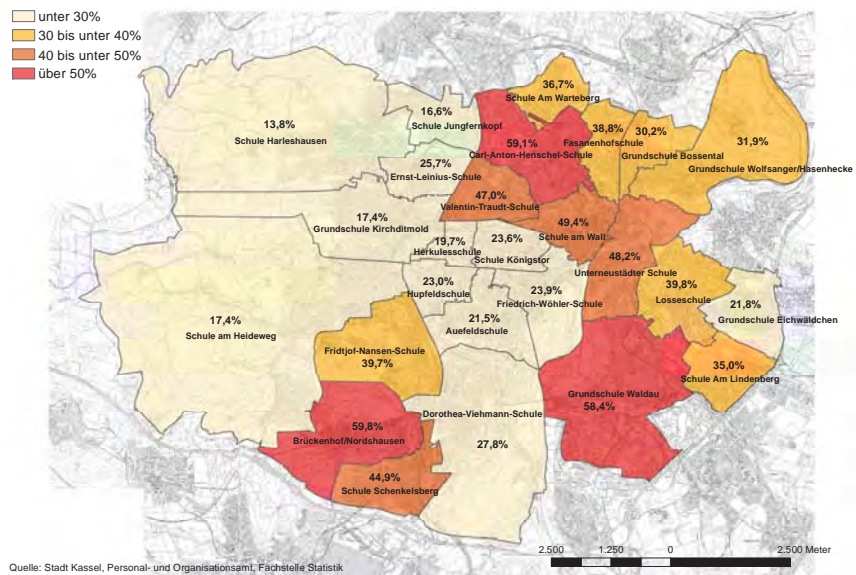 unter 30%
30 bis unter 40%
40 bis unter 50%
über 50%
36,7%
Schule Am Warteberg
16,6%
Schule Jungfernkopf
13,8%
Schule Harleshausen
38,8%
Fasanenhofschule
30,2%
Grundschule Bossental
31,9%
Grundschule Wolfsanger/Hasenhecke
59,1%
Carl-Anton-Henschel-Schule
25,7%
Ernst-Leinius-Schule
47,0%
Valentin-Traudt-Schule
17,4%
Grundschule Kirchditmold
49,4%
Schule am Wall
19,7%
Herkulesschule
23,6%
Schule Königstor
48,2%
Unterneustädter Schule
23,0%
Hupfeldschule
23,9%
Friedrich-Wöhler-Schule
39,8%
Losseschule
21,8%
Grundschule Eichwäldchen
17,4%
Schule am Heideweg
21,5%
Auefeldschule
Fridtjof-Nansen-Schule
39,7%
35,0%
Schule Am Lindenberg
Grundschule Waldau
58,4%
Dorothea-Viehmann-Schule
27,8%
59,8%
Brückenhof/Nordshausen
44,9%
Schule Schenkelsberg
2.500 1.250 0 2.500 Meter
Quelle: Stadt Kassel, Personal- und Organisationsamt, Fachstelle Statistik